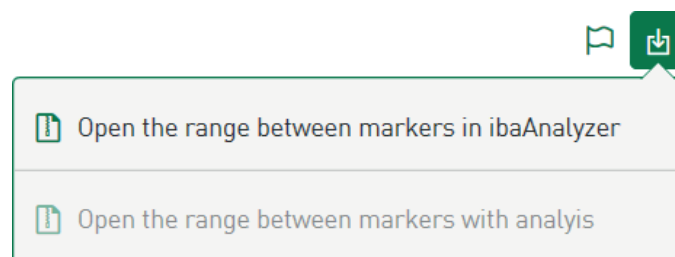 Open the range between markers in ibaAnalyzer
Open the range between markers with analyis